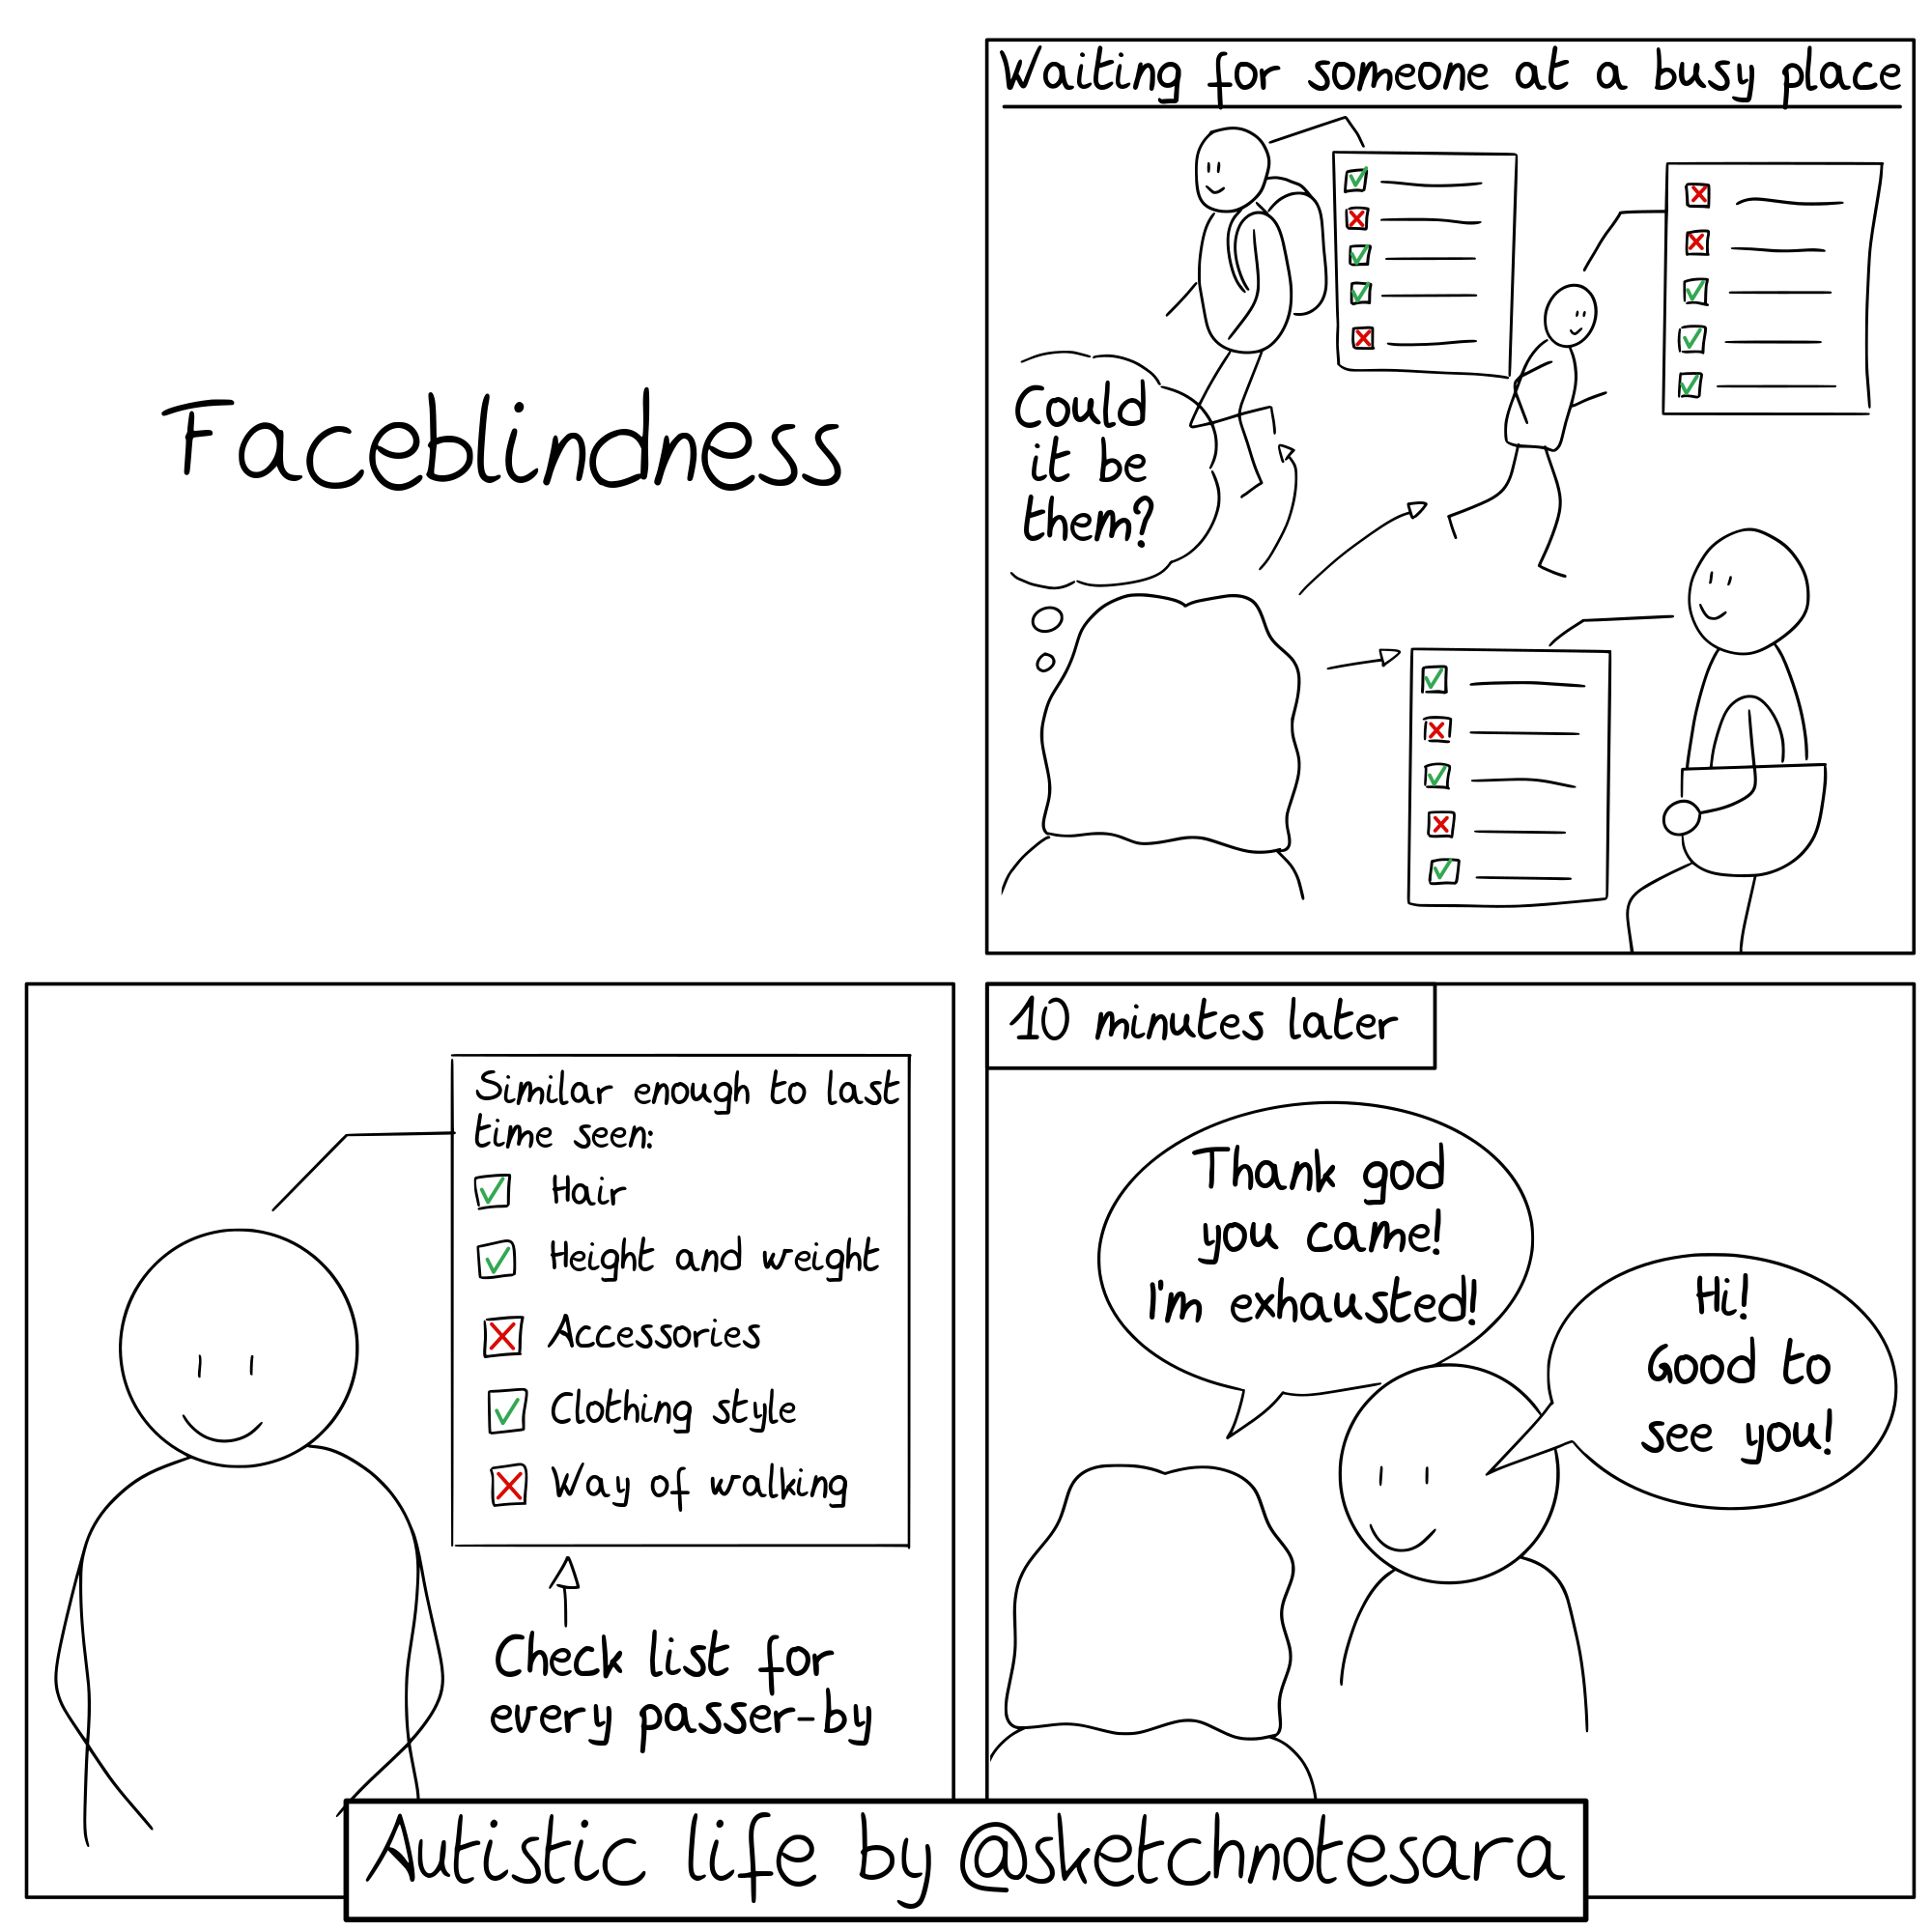 Faceblindness
Waiting for someone at a busy place
Could
it be
them?
Similar enough to last
time seen:
Hair
Height and weight
Accessories
Clothing style
Way of walking
Check list for
every passer-by
10 minutes later
Thank god
you came!
I'm exhausted!
Hi!
Good to
see you!
Autistic life by @sketchnotesara